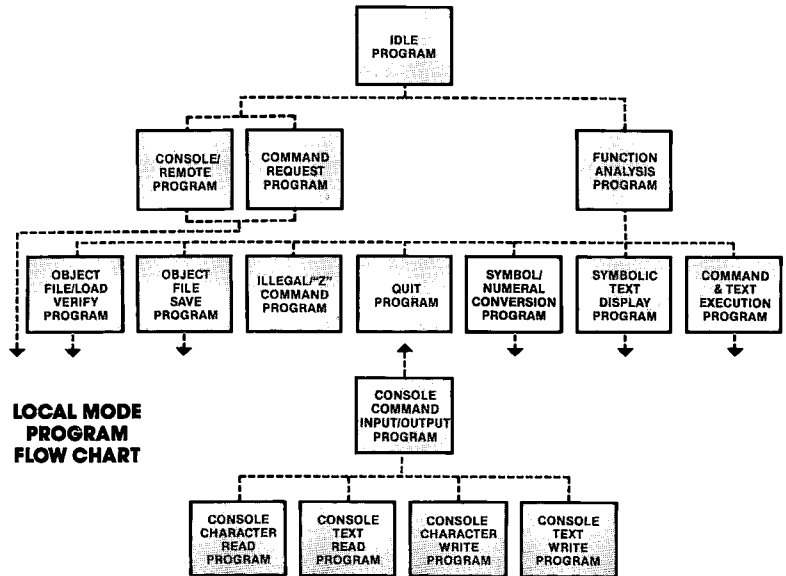 IDLE
PROGRAM
CONSOLE/
REMOTE
PROGRAM
COMMAND
REQUEST
PROGRAM
FUNCTION
ANALYSIS
PROGRAM
OBJECT
FILE/LOAD
VERIFY
PROGRAM
OBJECT
FILE
SAVE
PROGRAM
ILLEGAL/"Z"
COMMAND
PROGRAM
QUIT
PROGRAM
SYMBOL/
NUMERAL
CONVERSION
PROGRAM
SYMBOLIC
TEXT
DISPLAY
PROGRAM
COMMAND
& TEXT
EXECUTION
PROGRAM
LOCAL MODE
PROGRAM
FLOW CHART
CONSOLE
COMMAND
INPUT/OUTPUT
PROGRAM
CONSOLE
CHARACTER
READ
PROGRAM
CONSOLE
TEXT
READ
PROGRAM
CONSOLE
CHARACTER
WRITE
PROGRAM
CONSOLE
TEXT
WRITE
PROGRAM